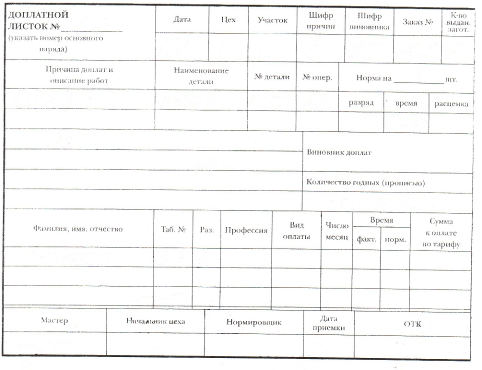 ДОПЛАТНОЙ
ЛИСТОК №
(указать номер основного
наряда)
Дата
Цех
Участок
Шифр
причин
Шифр
виновника
Заказ №
К-во
выдан.
загот.
Причина доплат и
описание работ
Наименование
детали
№ детали
№ опер.
Норма на шт.
разряд
время
расценка
Виновник доплат
Количество годных (прописью)
Фамилия, имя, отчество
Таб. №
Раз.
Профессия
Вид
оплаты
Число
месяц
Время
факт.
норм.
Сумма
к оплате
по тарифу
Мастер
Начальник цеха
Нормировщик
Дата
приемки
ОТК